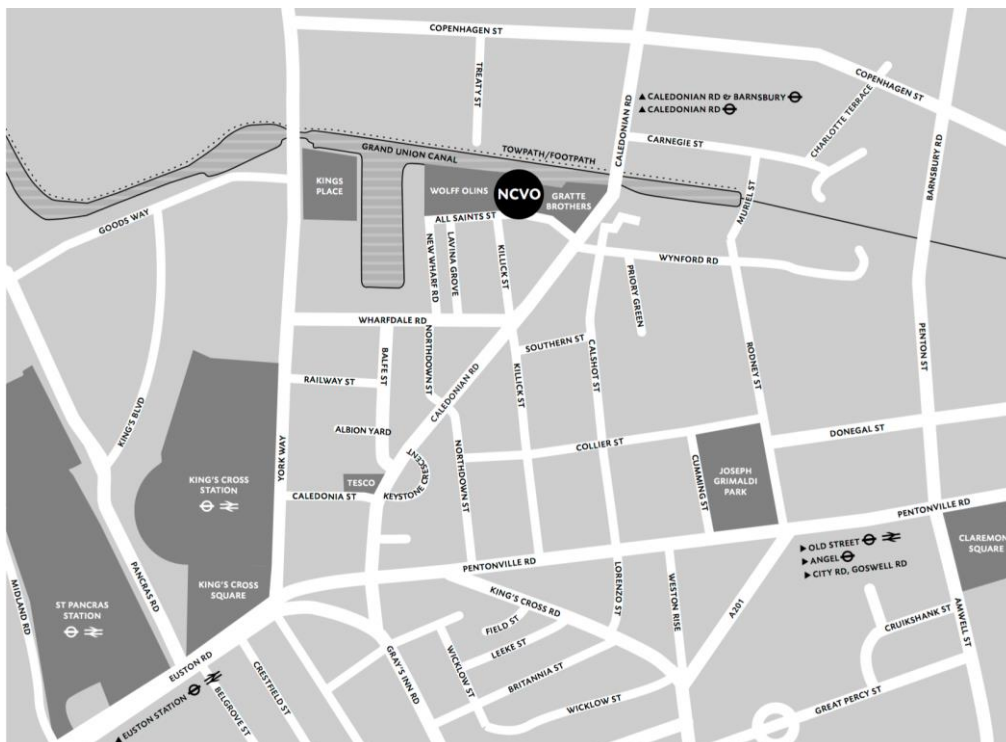 COPENHAGEN ST
COPENHAGEN ST
TREATY ST
CALEDONIAN RD
▲ CALEDONIAN RD & BARNSBURY
▲ CALEDONIAN RD
CHARLOTTE TERRACE
BARNSBURY RD
CARNEGIE ST
GRAND UNION CANAL
TOWPATH/FOOTPATH
KINGS
PLACE
WOLFF OLINS
NCVO
GRATTE
BROTHERS
MURIEL ST
GOODS WAY
ALL SAINTS ST
NEW WHARF RD
LAVINA GROVE
KILLICK ST
WYNFORD RD
PRIORY GREEN
WHARFDALE RD
NORTHDOWN ST
BALFE ST
SOUTHERN ST
CALSHOT ST
RODNEY ST
PENTON ST
RAILWAY ST
CALEDONIAN RD
KILLICK ST
KING'S BLVD
ALBION YARD
YORK WAY
NORTHDOWN ST
COLLIER ST
DONEGAL ST
CUMMING ST
JOSEPH
GRIMALDI
PARK
KING'S CROSS
STATION
TESCO
KEYSTONE CRESCENT
CALEDONIA ST
PENTONVILLE RD
PENTONVILLE RD
▶ OLD STREET
▶ ANGEL
▶ CITY RD, GOSWELL RD
CLAREMON
SQUARE
MIDLAND RD
PANCRAS RD
KING'S CROSS
SQUARE
ST PANCRAS
STATION
KING'S CROSS RD
LORENZO ST
WESTON RISE
A201
CRUIKSHANK ST
AMWELL ST
FIELD ST
LEEKE ST
WICKLOW ST
BRITANNIA ST
GRAY'S INN RD
EUSTON RD
CRESTFIELD ST
BELGROVE ST
◀ EUSTON STATION
WICKLOW ST
GREAT PERCY ST